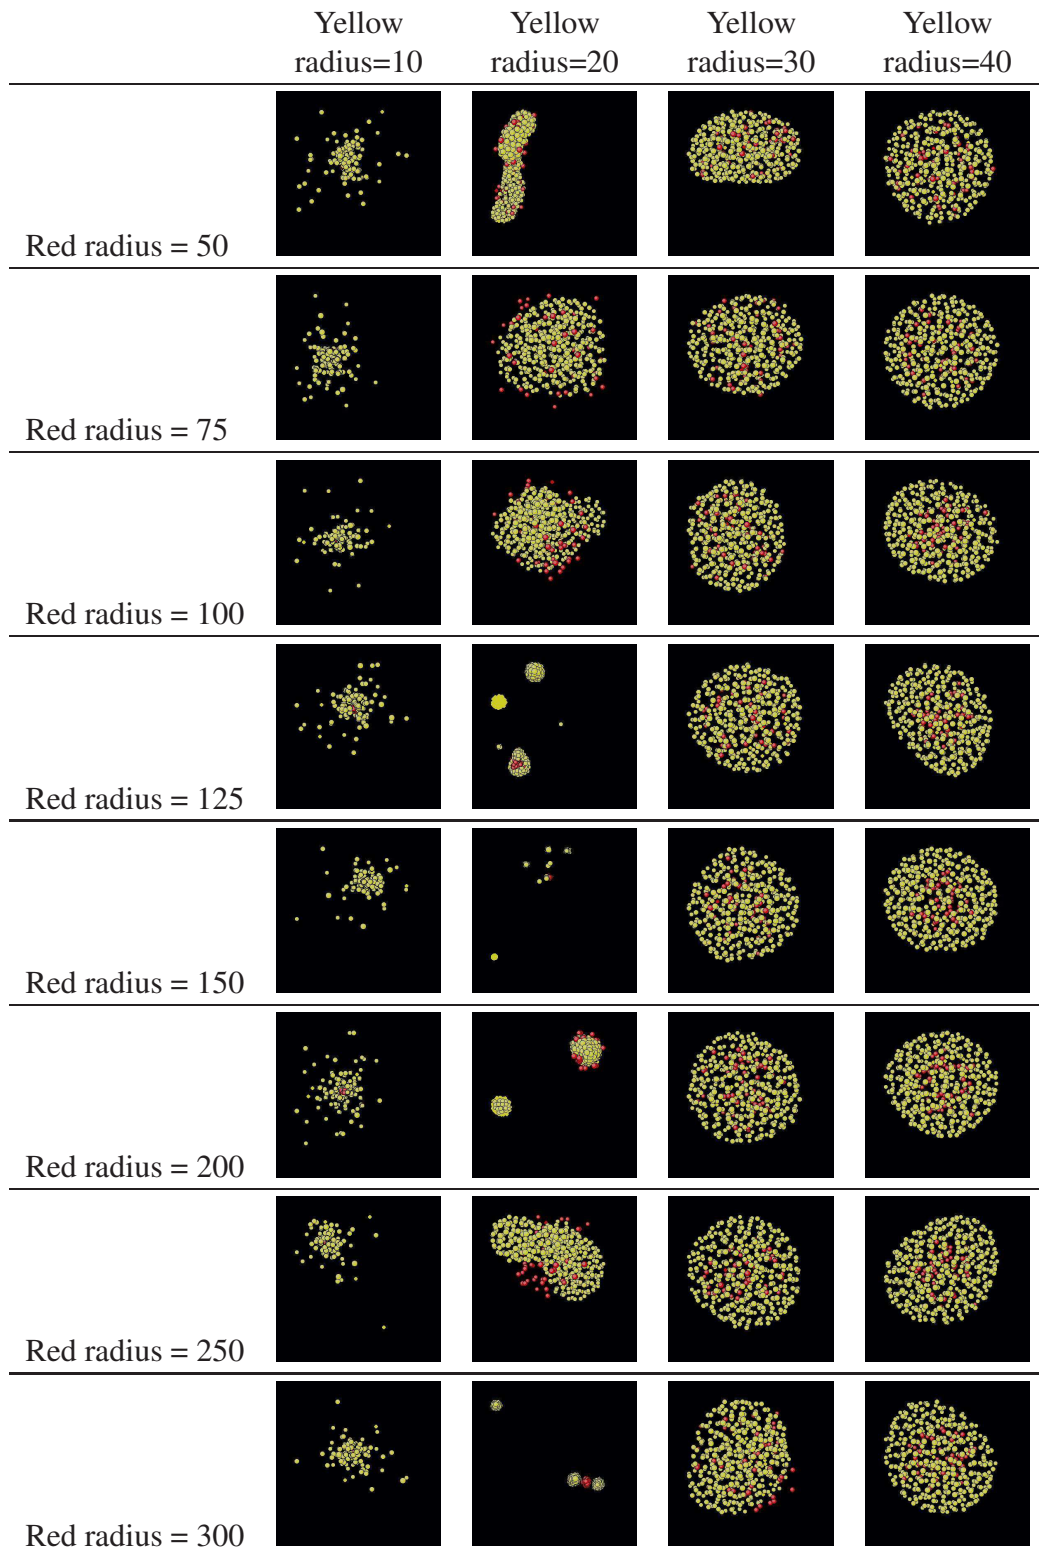 Yellow Yellow Yellow Yellow
radius=10 radius=20 radius=30 radius=40
Red radius = 50
Red radius = 75
Red radius = 100
Red radius = 125
Red radius = 150
Red radius = 200
Red radius = 250
Red radius = 300